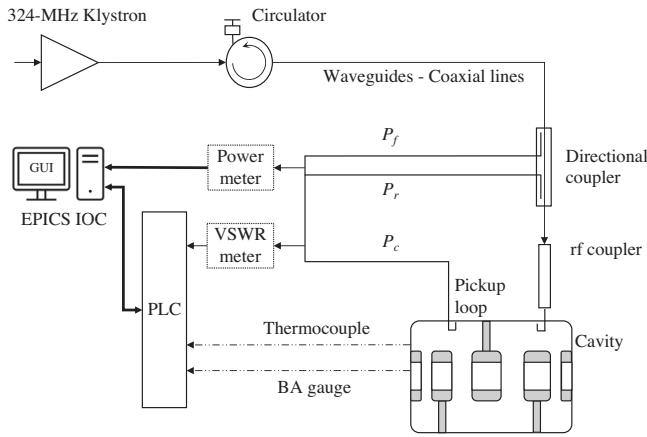 324-MHz Klystron
Circulator
Waveguides - Coaxial lines
P_f
Power
meter
GUI
Directional
coupler
P_r
EPICS IOC
VSWR
meter
P_c
rf coupler
Pickup
loop
PLC
Thermocouple
Cavity
BA gauge